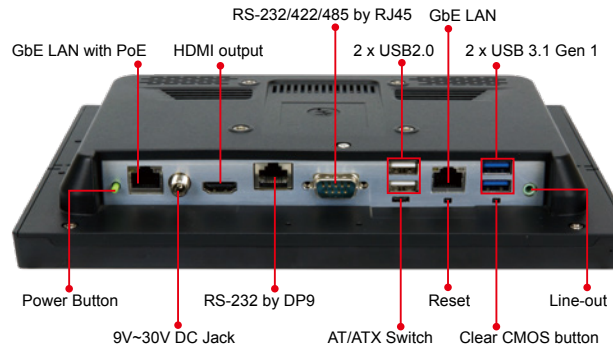 RS-232/422/485 by RJ45
GbE LAN
GbE LAN with PoE
HDMI output
2 x USB2.0
2 x USB 3.1 Gen 1
Power Button
RS-232 by DP9
Reset
Line-out
9V~30V DC Jack
AT/ATX Switch
Clear CMOS button